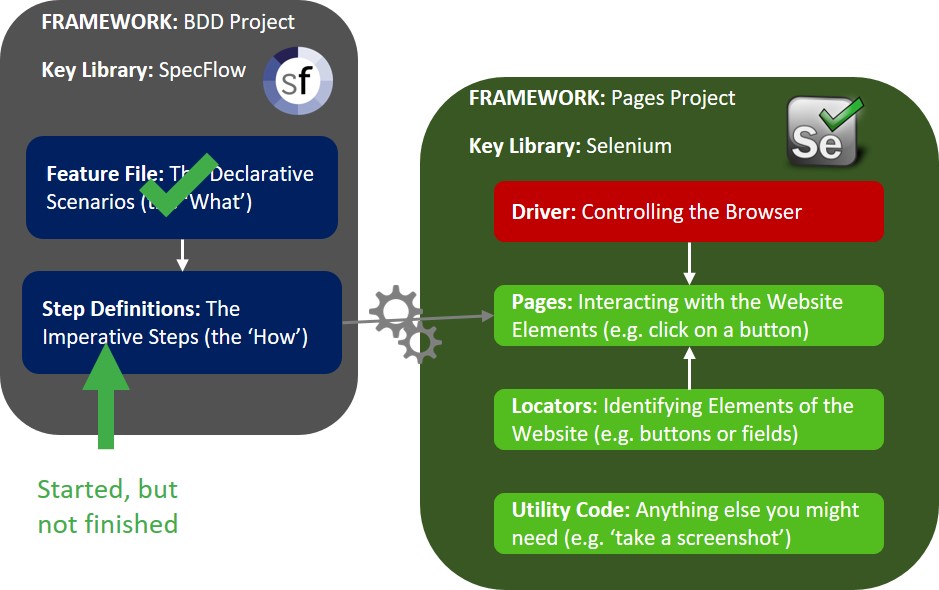 FRAMEWORK: BDD Project
Key Library: SpecFlow
sf
Feature File: Declarative
Scenarios ( ‘What’)
Step Definitions: The
Imperative Steps (the ‘How’)
Started, but
not finished
FRAMEWORK: Pages Project
Key Library: Selenium
Se
Driver: Controlling the Browser
Pages: Interacting with the Website
Elements (e.g. click on a button)
Locators: Identifying Elements of the
Website (e.g. buttons or fields)
Utility Code: Anything else you might
need (e.g. ‘take a screenshot’)